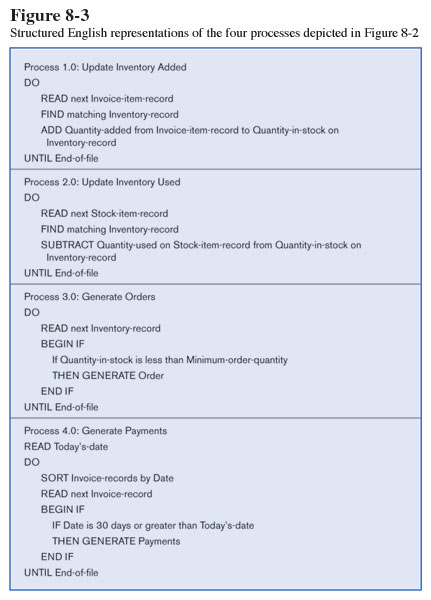 Figure 8-3
Structured English representations of the four processes depicted in Figure 8-2
Process 1.0: Update Inventory Added
DO
READ next Invoice-item-record
FIND matching Inventory-record
ADD Quantity-added from Invoice-item-record to Quantity-in-stock on
Inventory-record
UNTIL End-of-file
Process 2.0: Update Inventory Used
DO
READ next Stock-item-record
FIND matching Inventory-record
SUBTRACT Quantity-used on Stock-item-record from Quantity-in-stock on
Inventory-record
UNTIL End-of-file
Process 3.0: Generate Orders
DO
READ next Inventory-record
BEGIN IF
If Quantity-in-stock is less than Minimum-order-quantity
THEN GENERATE Order
END IF
UNTIL End-of-file
Process 4.0: Generate Payments
READ Today's-date
DO
SORT Invoice-records by Date
READ next Invoice-record
BEGIN IF
IF Date is 30 days or greater than Today's-date
THEN GENERATE Payments
END IF
UNTIL End-of-file